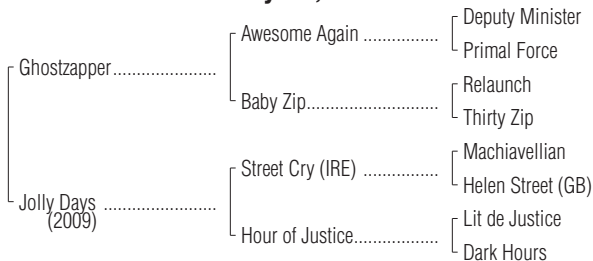 Deputy Minister
Awesome Again ................
Primal Force
Ghostzapper......................
Relaunch
Baby Zip............................
Thirty Zip
Machiavellian
Street Cry (IRE) ................
Helen Street (GB)
Jolly Days ........................
(2009)
Lit de Justice
Hour of Justice..................
Dark Hours